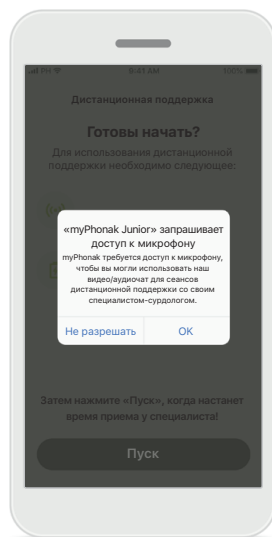 PH 9:41 AM 100%
Дистанционная поддержка
Готовы начать?
Для использования дистанционной
поддержки необходимо следующее:
«myPhonak Junior» запрашивает
доступ к микрофону
myPhonak требуется доступ к микрофону,
чтобы вы могли использовать наш
видео/аудиочат для сеансов
дистанционной поддержки со своим
специалистом-сурдологом.
Не разрешать OK
Затем нажмите «Пуск», когда настанет
время приема у специалиста!
Пуск